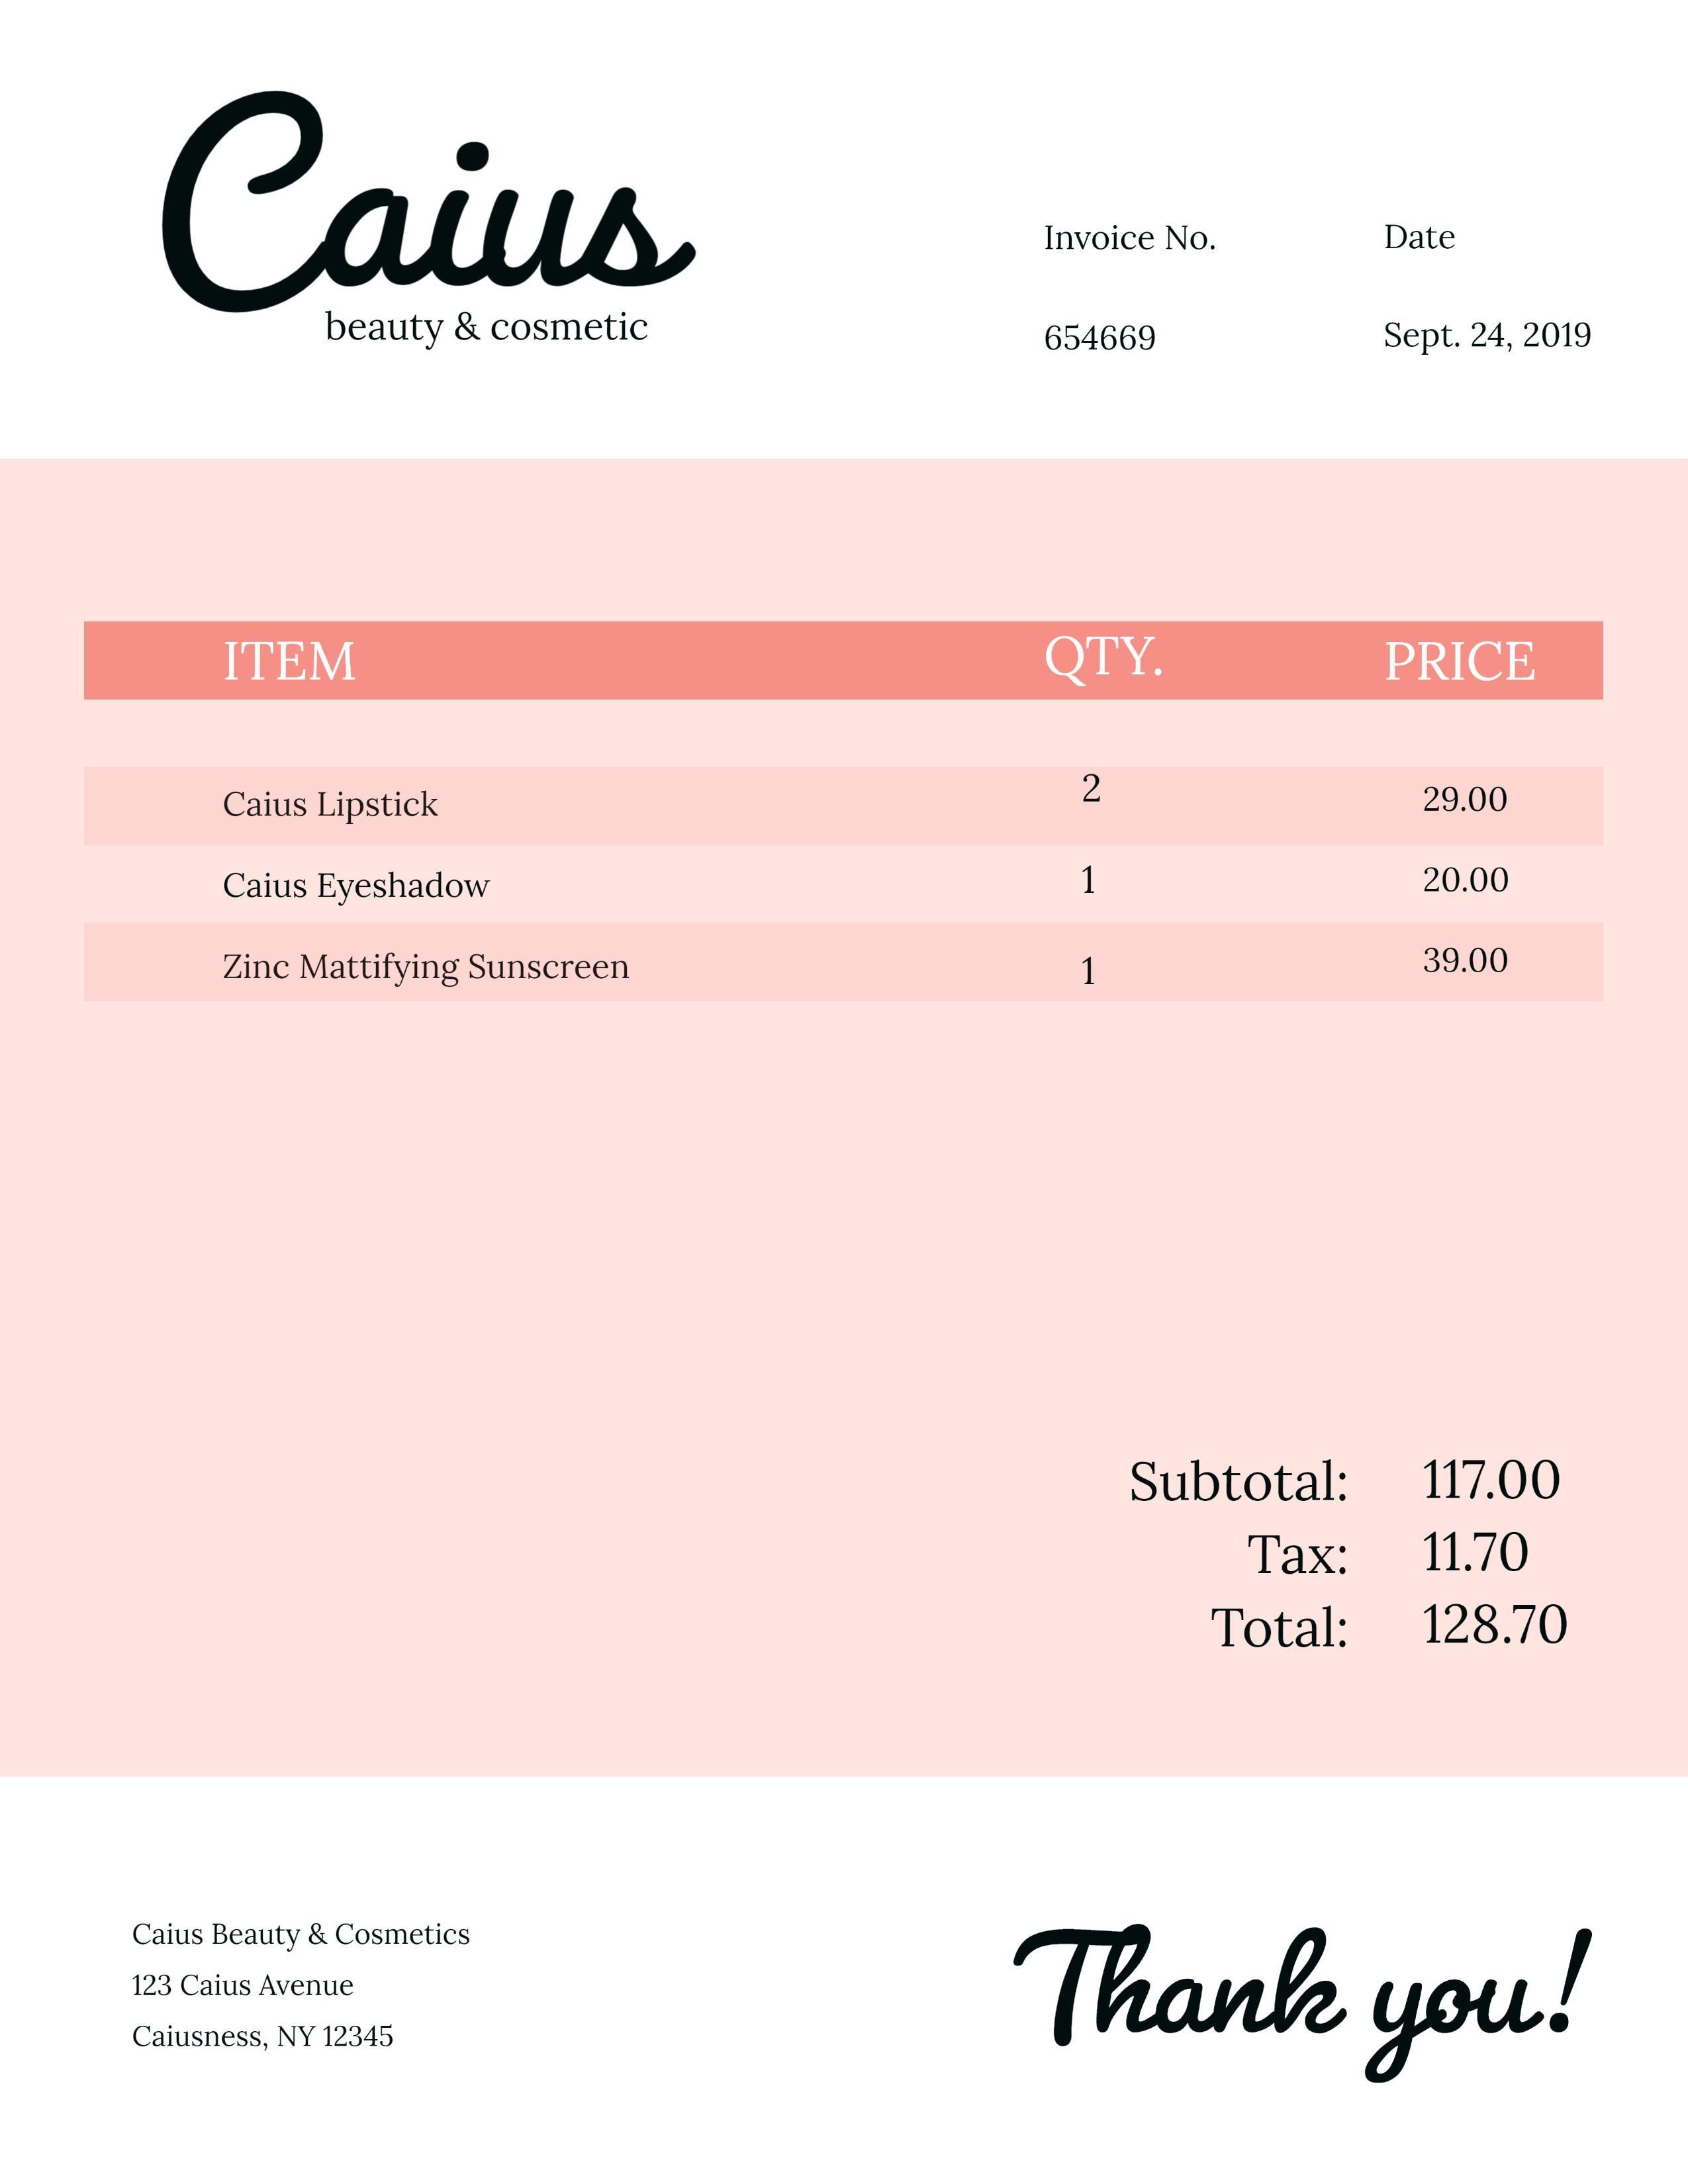 Caius
beauty & cosmetic
Invoice No. Date
654669 Sept. 24, 2019
ITEM QTY. PRICE
Caius Lipstick 2 29.00
Caius Eyeshadow 1 20.00
Zinc Mattifying Sunscreen 1 39.00
Subtotal: 117.00
Tax: 11.70
Total: 128.70
Caius Beauty & Cosmetics
123 Caius Avenue
Caiusness, NY 12345
Thank you!